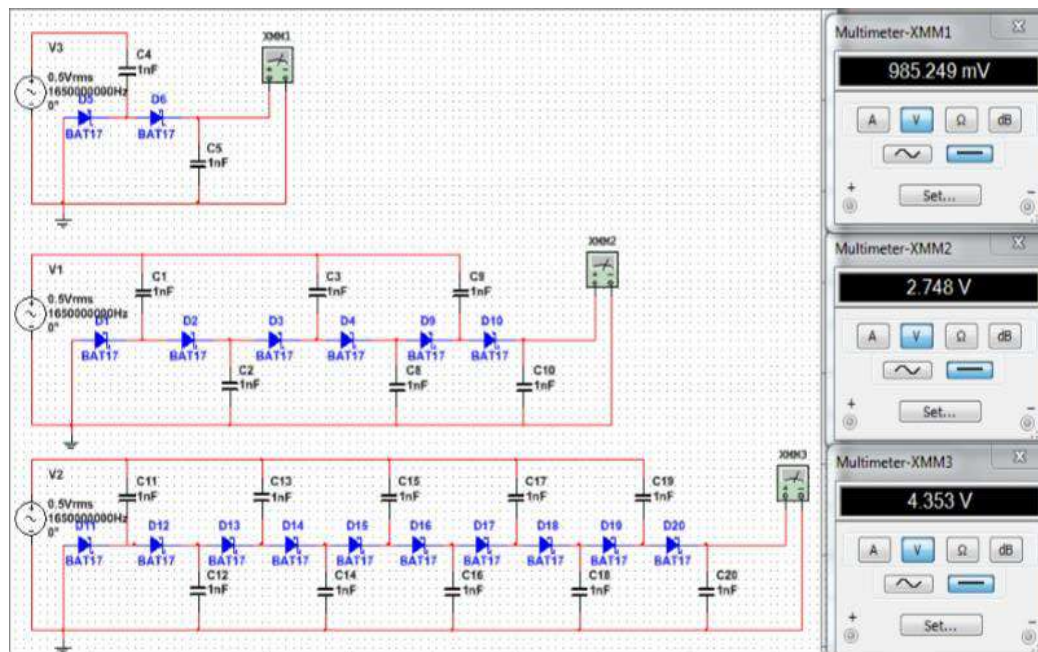 V3
C4
1nF
XMM1
0.5Vrms
1650000000Hz
0°
D5
BAT17
D6
BAT17
C5
1nF
Multimeter-XMM1
985.249 mV
A
V
Ω
dB
+
Set...
-
V1
C1
1nF
C3
1nF
C9
1nF
XMM2
0.5Vrms
1650000000Hz
0°
D1
BAT17
D2
BAT17
D3
BAT17
D4
BAT17
D9
BAT17
D10
BAT17
C2
1nF
C8
1nF
C10
1nF
Multimeter-XMM2
2.748 V
A
V
Ω
dB
+
Set...
-
V2
C11
1nF
C13
1nF
C15
1nF
C17
1nF
C19
1nF
XMM3
0.5Vrms
1650000000Hz
0°
D11
BAT17
D12
BAT17
D13
BAT17
D14
BAT17
D15
BAT17
D16
BAT17
D17
BAT17
D18
BAT17
D19
BAT17
D20
BAT17
C12
1nF
C14
1nF
C16
1nF
C18
1nF
C20
1nF
Multimeter-XMM3
4.353 V
A
V
Ω
dB
+
Set...
-